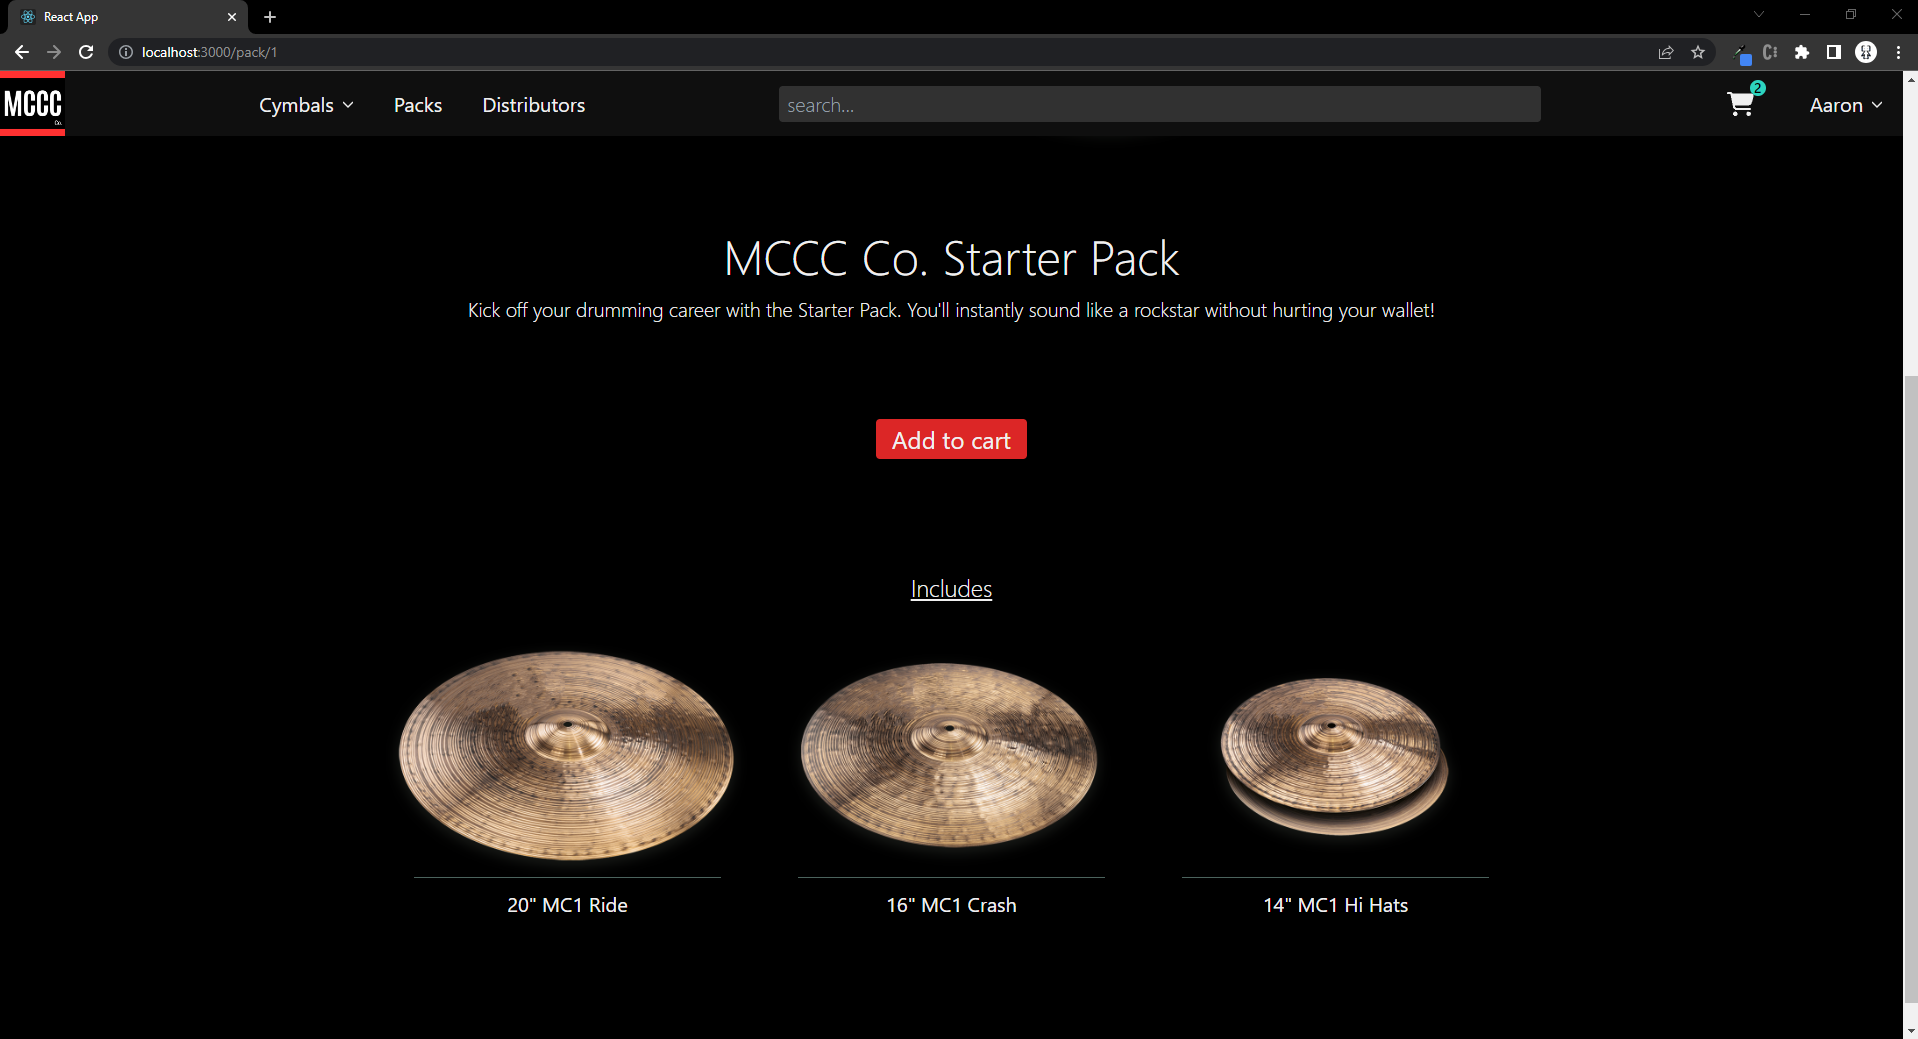 React App
localhost:3000/pack/1
MCCC
Co.
Cymbals
Packs
Distributors
search...
2
Aaron
MCCC Co. Starter Pack
Kick off your drumming career with the Starter Pack. You'll instantly sound like a rockstar without hurting your wallet!
Add to cart
Includes
20" MC1 Ride
16" MC1 Crash
14" MC1 Hi Hats